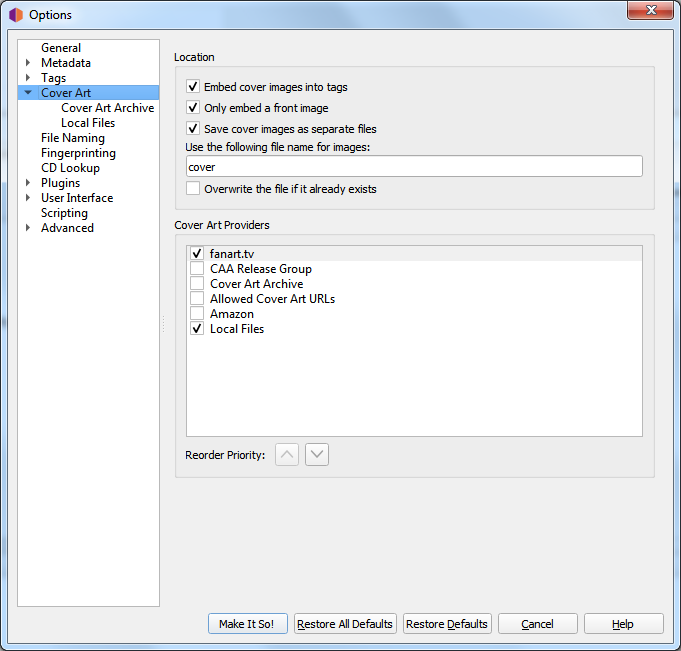 Options
General
Metadata
Tags
Cover Art
Cover Art Archive
Local Files
File Naming
Fingerprinting
CD Lookup
Plugins
User Interface
Scripting
Advanced
Location
Embed cover images into tags
Only embed a front image
Save cover images as separate files
Use the following file name for images:
cover
Overwrite the file if it already exists
Cover Art Providers
fanart.tv
CAA Release Group
Cover Art Archive
Allowed Cover Art URLs
Amazon
Local Files
Reorder Priority:
Make It So! Restore All Defaults Restore Defaults Cancel Help